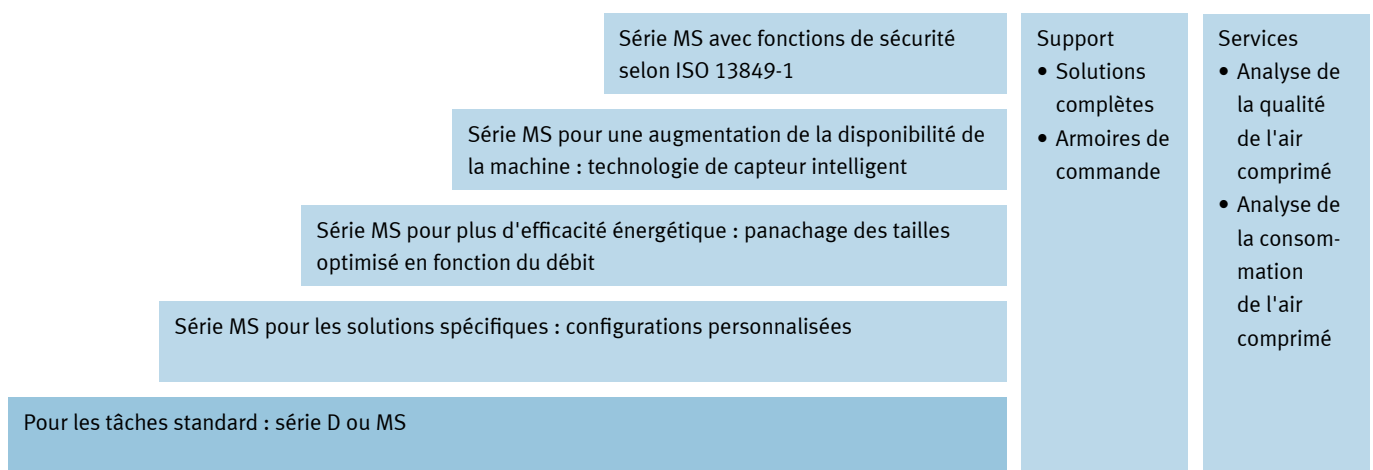 Série MS avec fonctions de sécurité
selon ISO 13849-1
Série MS pour une augmentation de la disponibilité de
la machine : technologie de capteur intelligent
Série MS pour plus d'efficacité énergétique : panachage des tailles
optimisé en fonction du débit
Série MS pour les solutions spécifiques : configurations personnalisées
Pour les tâches standard : série D ou MS
Support
• Solutions
complètes
• Armoires de
commande
Services
• Analyse de
la qualité
de l'air
comprimé
• Analyse de
la consom-
mation
de l'air
comprimé